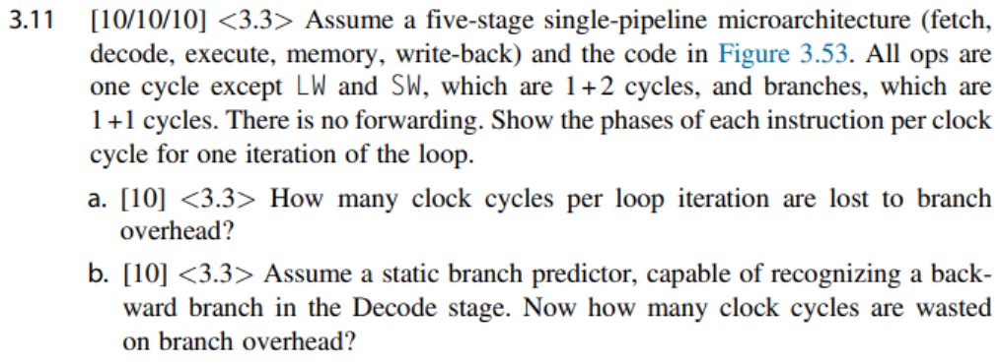 3.11 [10/10/10] <3.3> Assume a five-stage single-pipeline microarchitecture (fetch,
decode, execute, memory, write-back) and the code in Figure 3.53. All ops are
one cycle except LW and SW, which are 1+2 cycles, and branches, which are
1+1 cycles. There is no forwarding. Show the phases of each instruction per clock
cycle for one iteration of the loop.
a. [10] <3.3> How many clock cycles per loop iteration are lost to branch
overhead?
b. [10] <3.3> Assume a static branch predictor, capable of recognizing a back-
ward branch in the Decode stage. Now how many clock cycles are wasted
on branch overhead?